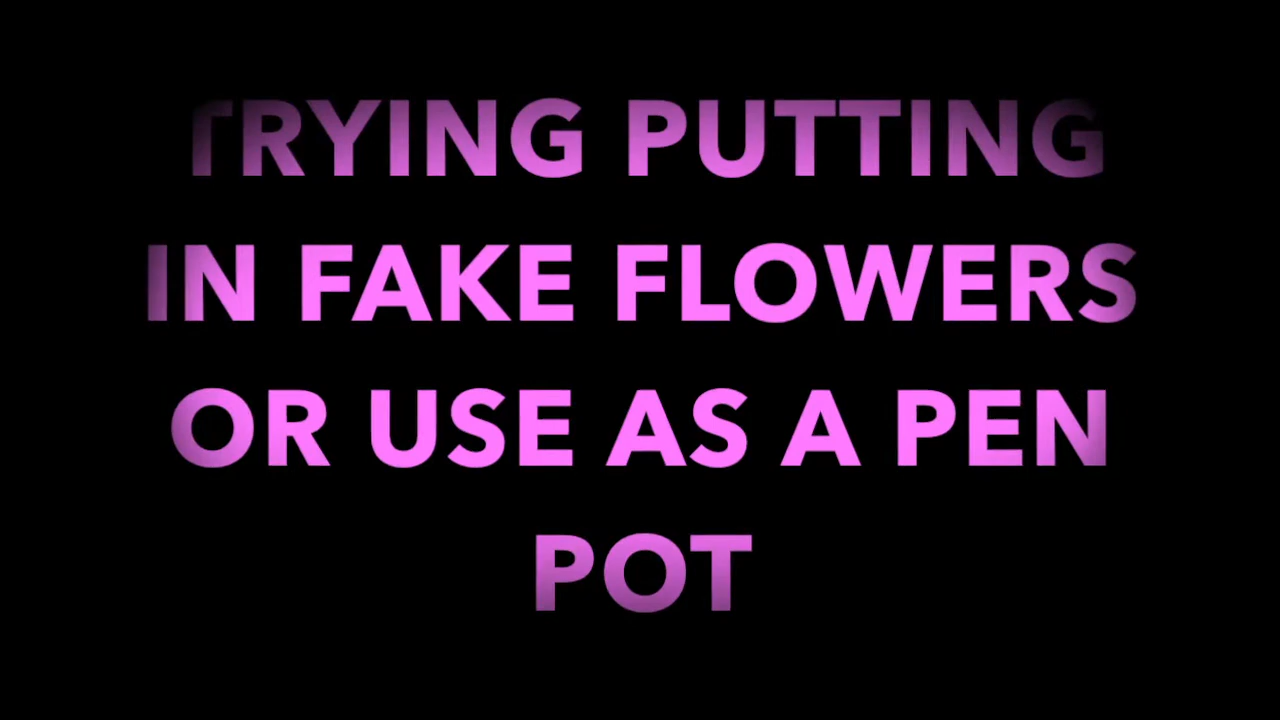 TRYING PUTTING
IN FAKE FLOWERS
OR USE AS A PEN
POT